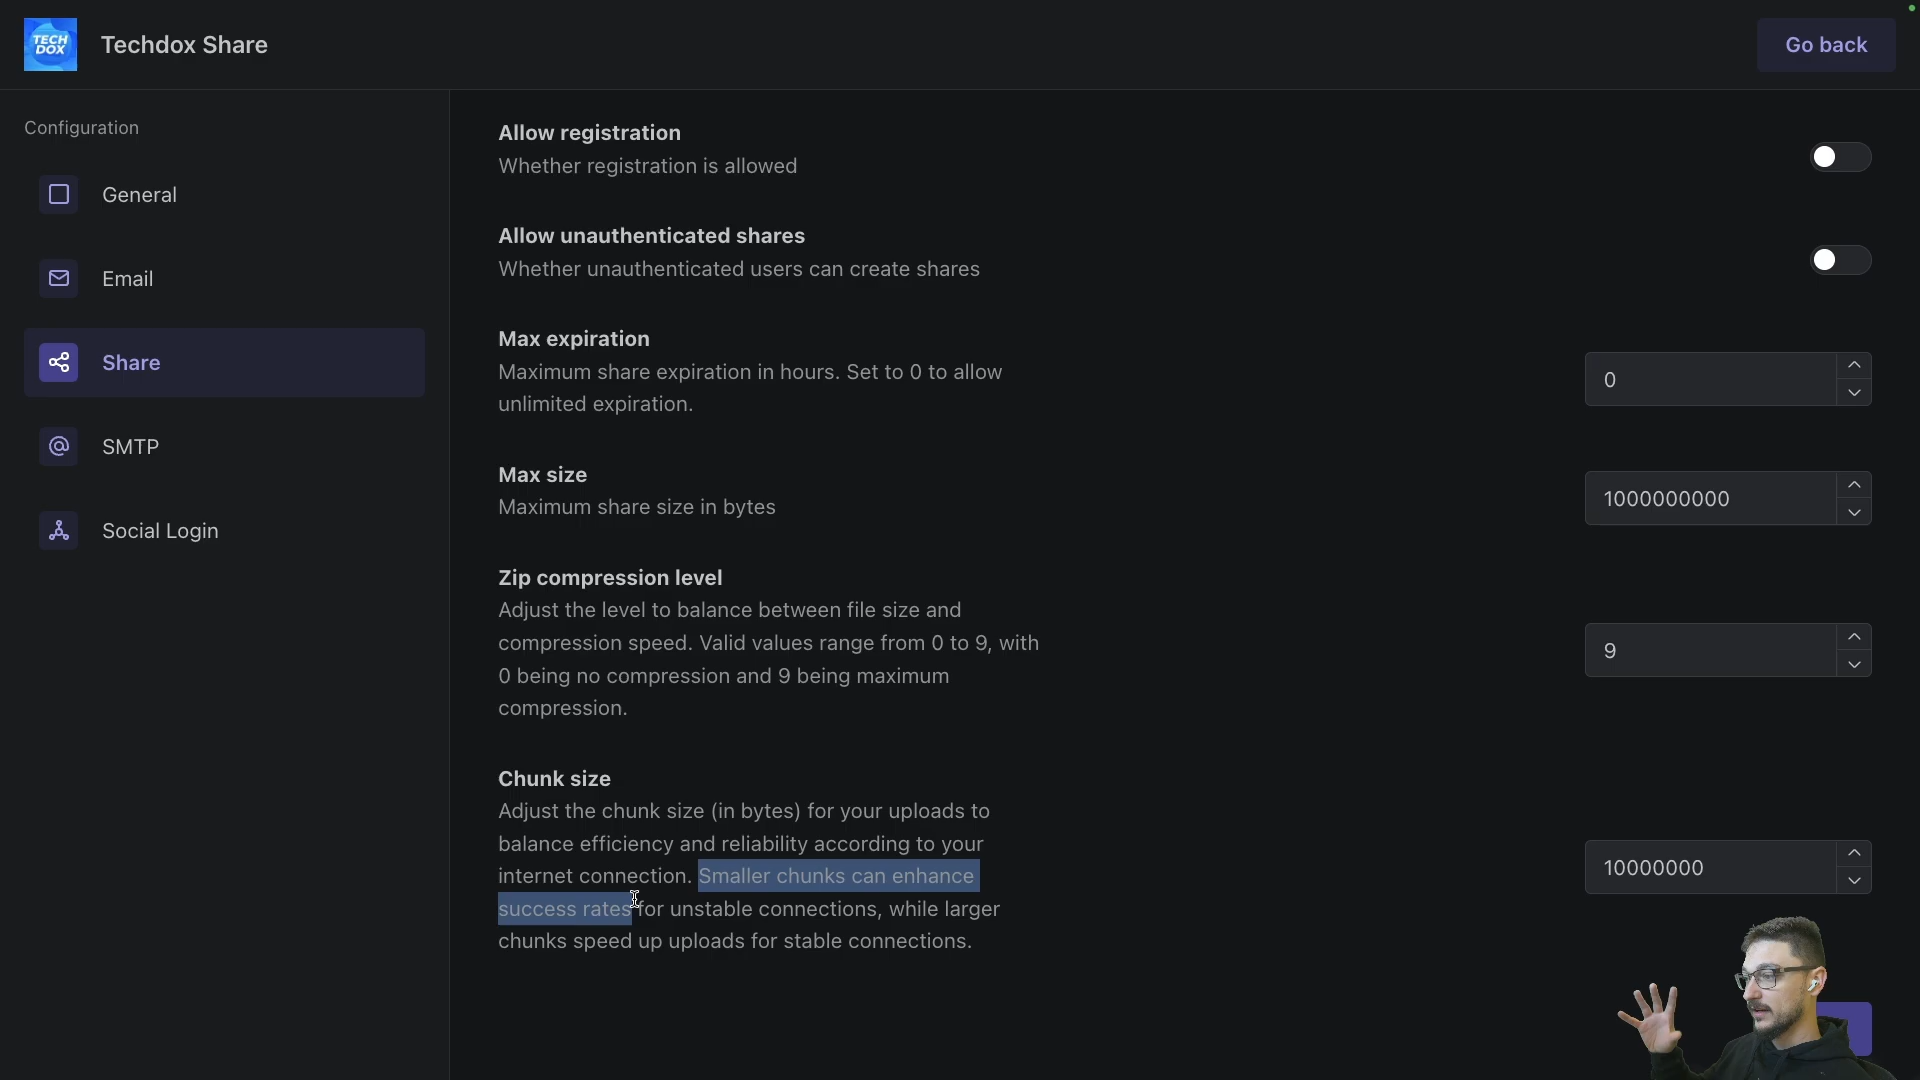 TECH
DOX
Techdox Share
Go back
Configuration
General
Email
Share
SMTP
Social Login
Allow registration
Whether registration is allowed
Allow unauthenticated shares
Whether unauthenticated users can create shares
Max expiration
Maximum share expiration in hours. Set to 0 to allow
unlimited expiration.
0
Max size
Maximum share size in bytes
1000000000
Zip compression level
Adjust the level to balance between file size and
compression speed. Valid values range from 0 to 9, with
0 being no compression and 9 being maximum
compression.
9
Chunk size
Adjust the chunk size (in bytes) for your uploads to
balance efficiency and reliability according to your
internet connection. Smaller chunks can enhance
success rates for unstable connections, while larger
chunks speed up uploads for stable connections.
10000000